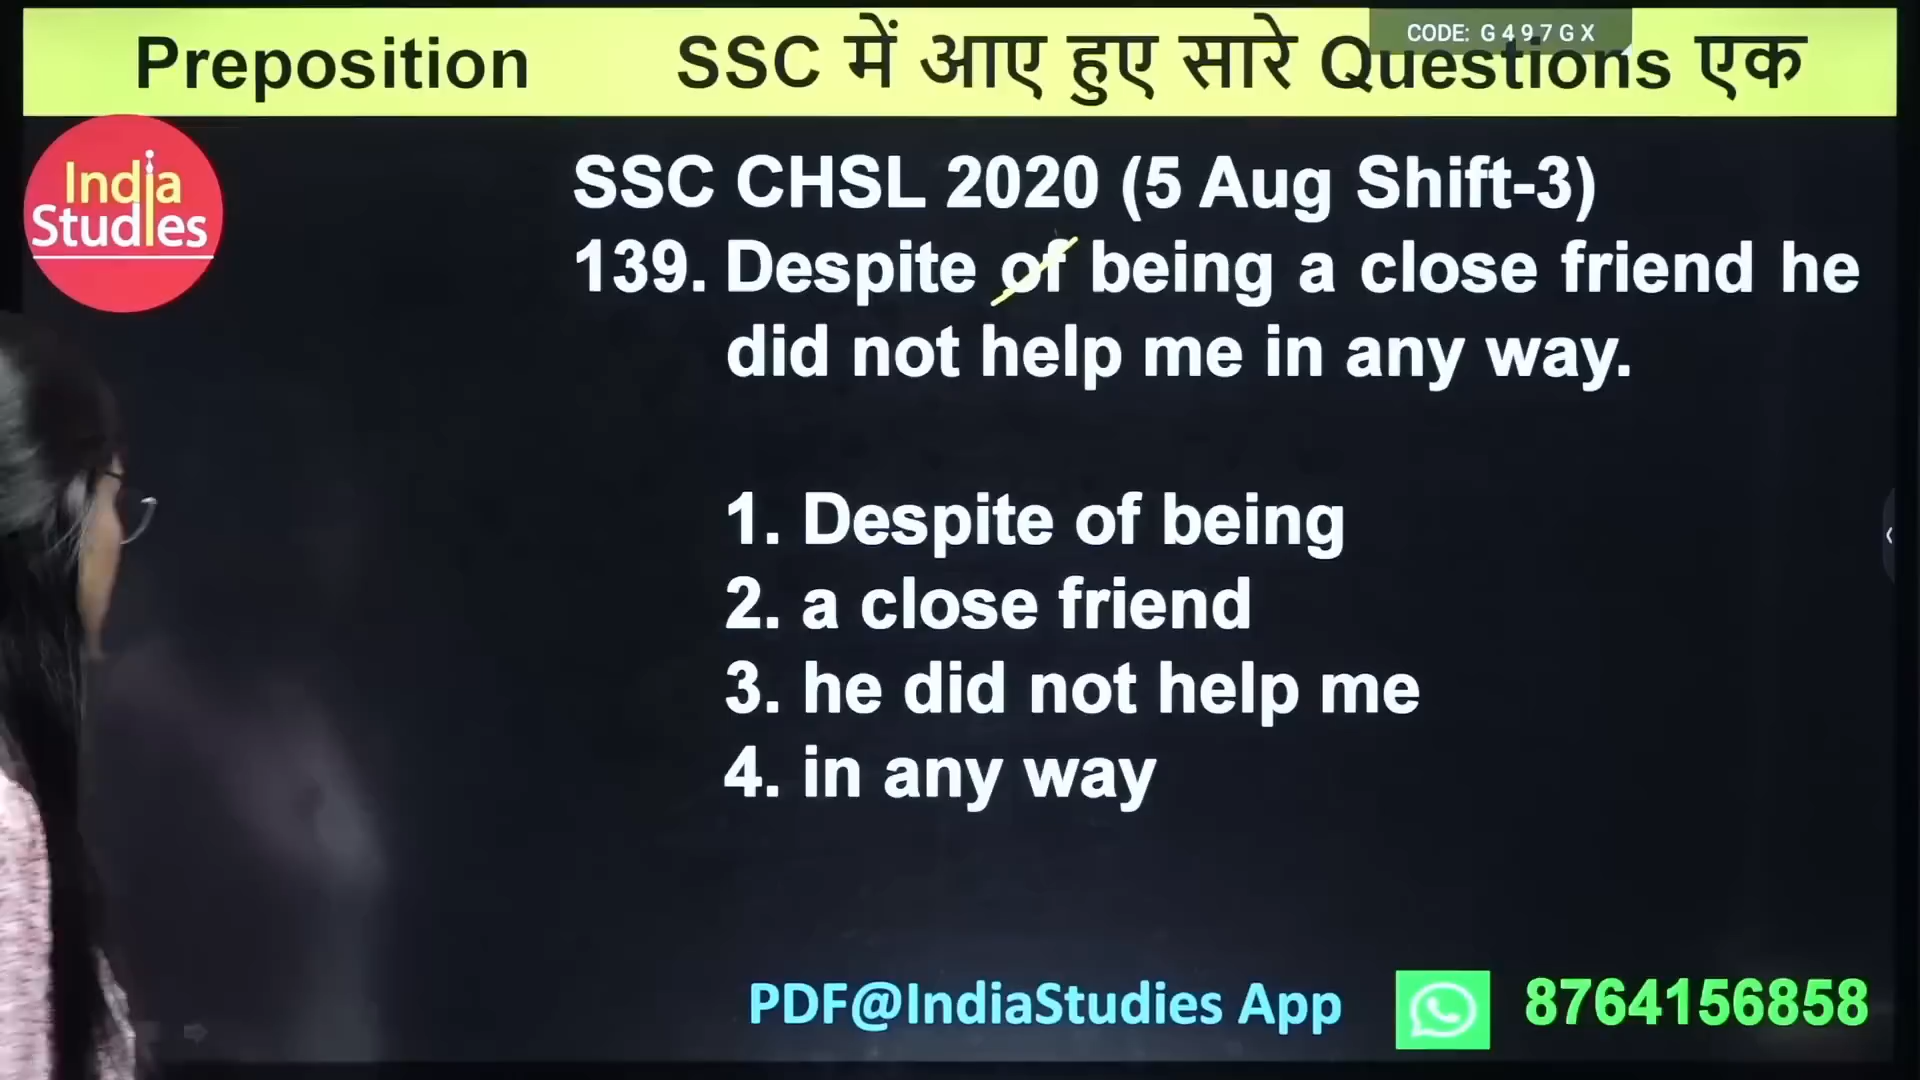 Preposition SSC में आए हुए सारे Questions एक
CODE: G 4 9 7 G X
India
Studies
SSC CHSL 2020 (5 Aug Shift-3)
139. Despite of being a close friend he
did not help me in any way.
1. Despite of being
2. a close friend
3. he did not help me
4. in any way
PDF@IndiaStudies App 8764156858